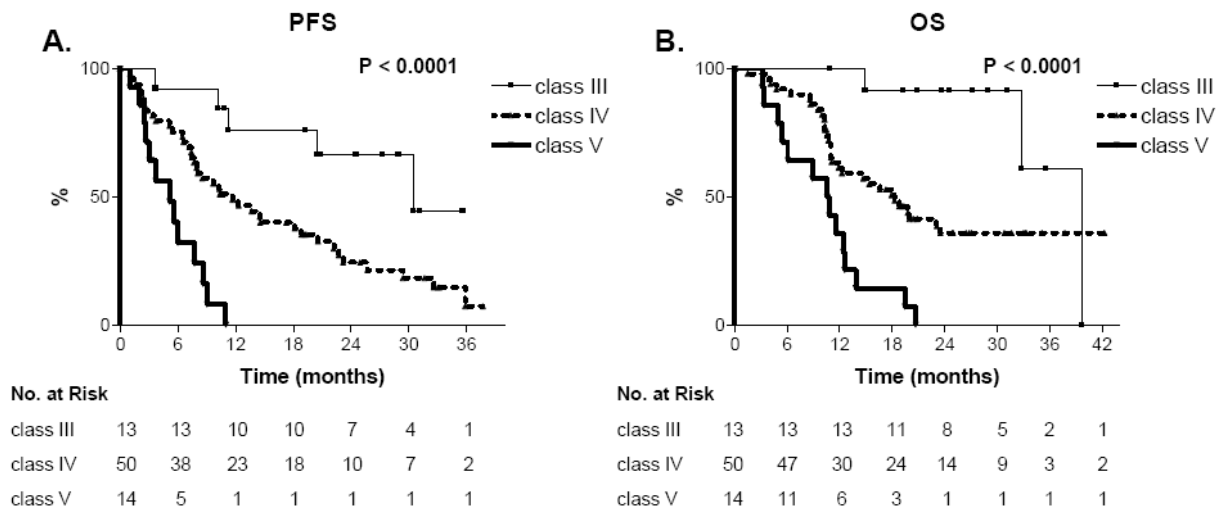 PFS
A.
P < 0.0001
class III
class IV
class V
100
50
0
%
0 6 12 18 24 30 36
Time (months)
No. at Risk
class III 13 13 10 10 7 4 1
class IV 50 38 23 18 10 7 2
class V 14 5 1 1 1 1 1
OS
B.
P < 0.0001
class III
class IV
class V
100
50
0
%
0 6 12 18 24 30 36 42
Time (months)
No. at Risk
class III 13 13 13 11 8 5 2 1
class IV 50 47 30 24 14 9 3 2
class V 14 11 6 3 1 1 1 1